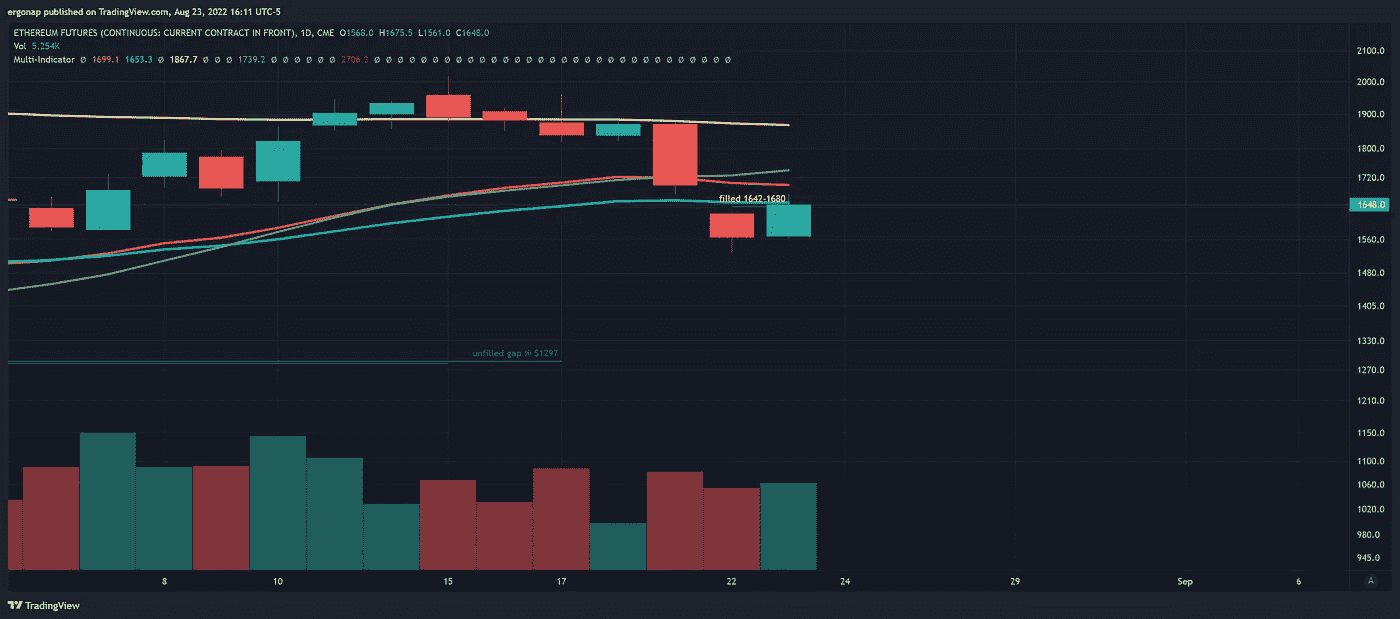 ergonap published on TradingView.com, Aug 23, 2022 16:11 UTC-5
ETHEREUM FUTURES (CONTINUOUS: CURRENT CONTRACT IN FRONT), 1D, CME O1568.0 H1675.5 L1561.0 C1648.0
Vol 5.254K
Multi-Indicator Ø 1699.1 1653.3 Ø 1867.7 Ø Ø Ø 1739.2 Ø Ø Ø Ø Ø Ø 2706.2 Ø Ø Ø Ø Ø Ø Ø Ø Ø Ø Ø Ø Ø Ø Ø Ø Ø Ø Ø Ø Ø Ø Ø Ø Ø Ø Ø Ø Ø Ø
2100.0
2000.0
1900.0
1800.0
1720.0
filled 1642-1680
1648.0
1560.0
1480.0
1405.0
1330.0
unfilled gap @ $1297
1270.0
1210.0
1150.0
1100.0
1060.0
1020.0
980.0
945.0
8 10 15 17 22 24 29 Sep 6 A
TradingView